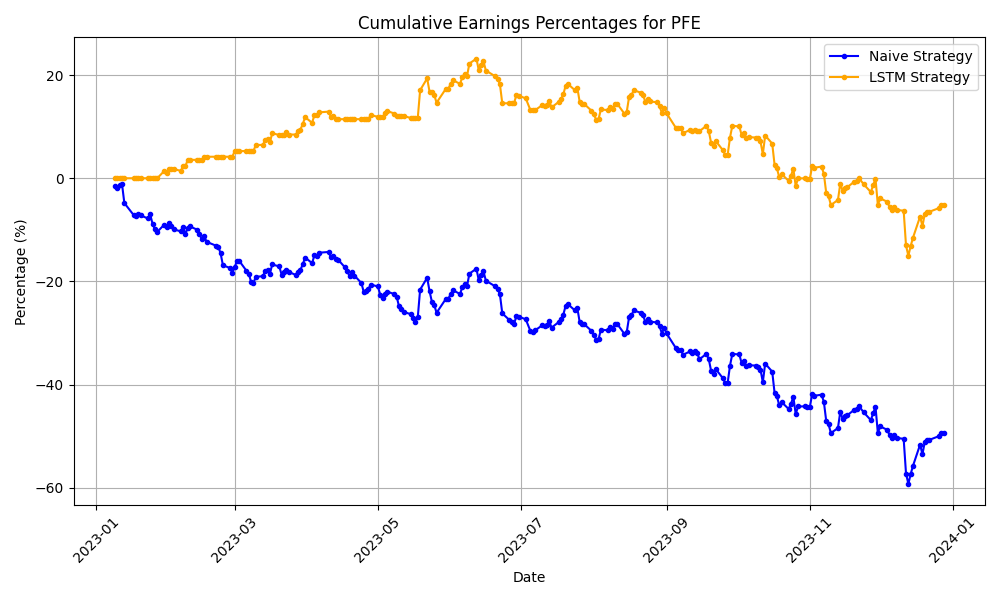 Cumulative Earnings Percentages for PFE
Naive Strategy
LSTM Strategy
Percentage (%)
20
0
−20
−40
−60
2023-01
2023-03
2023-05
2023-07
2023-09
2023-11
2024-01
Date